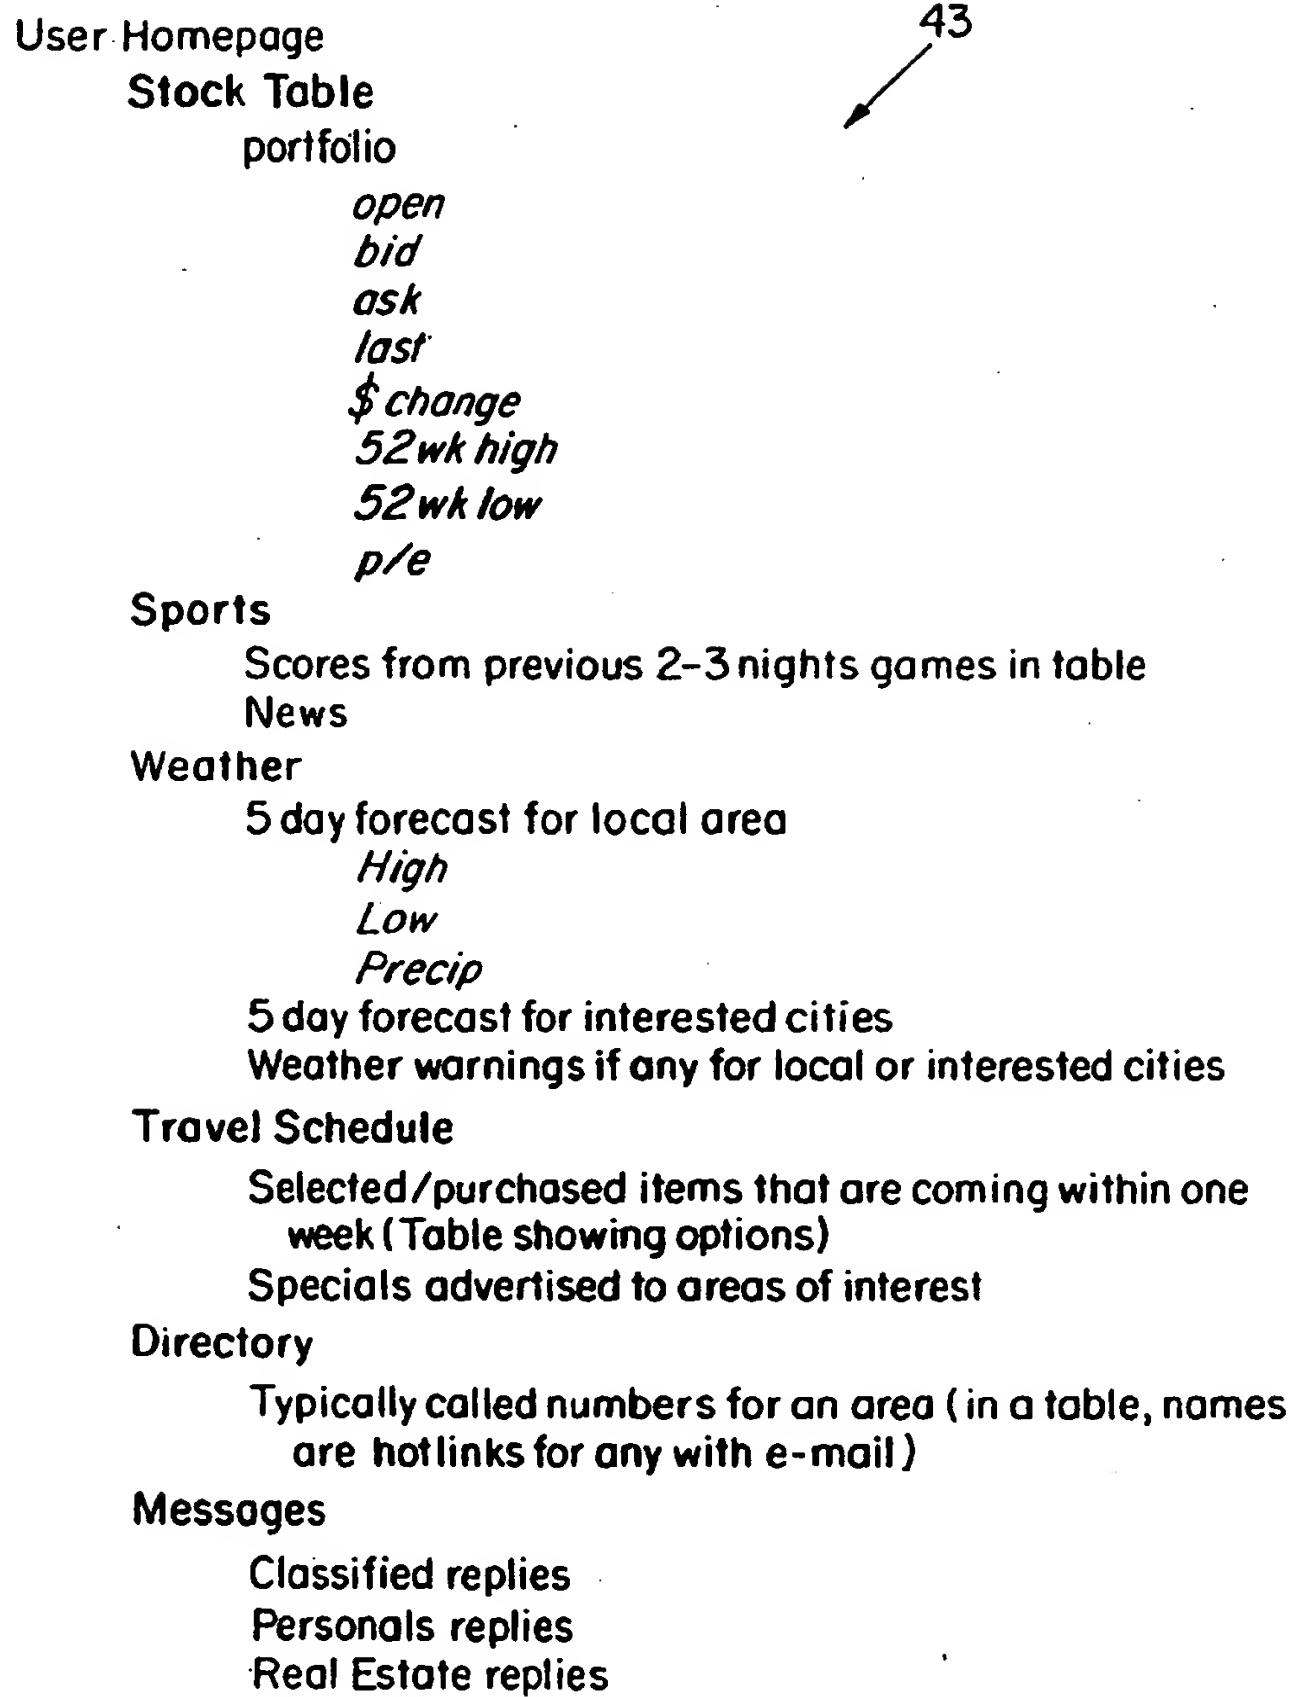 43
User Homepage
Stock Table
portfolio
open
bid
ask
last
$ change
52wk high
52wk low
p/e
Sports
Scores from previous 2-3 nights games in table
News
Weather
5 day forecast for local area
High
Low
Precip
5 day forecast for interested cities
Weather warnings if any for local or interested cities
Travel Schedule
Selected/purchased items that are coming within one
week (Table showing options)
Specials advertised to areas of interest
Directory
Typically called numbers for an area (in a table, names
are hotlinks for any with e-mail)
Messages
Classified replies
Personals replies
Real Estate replies